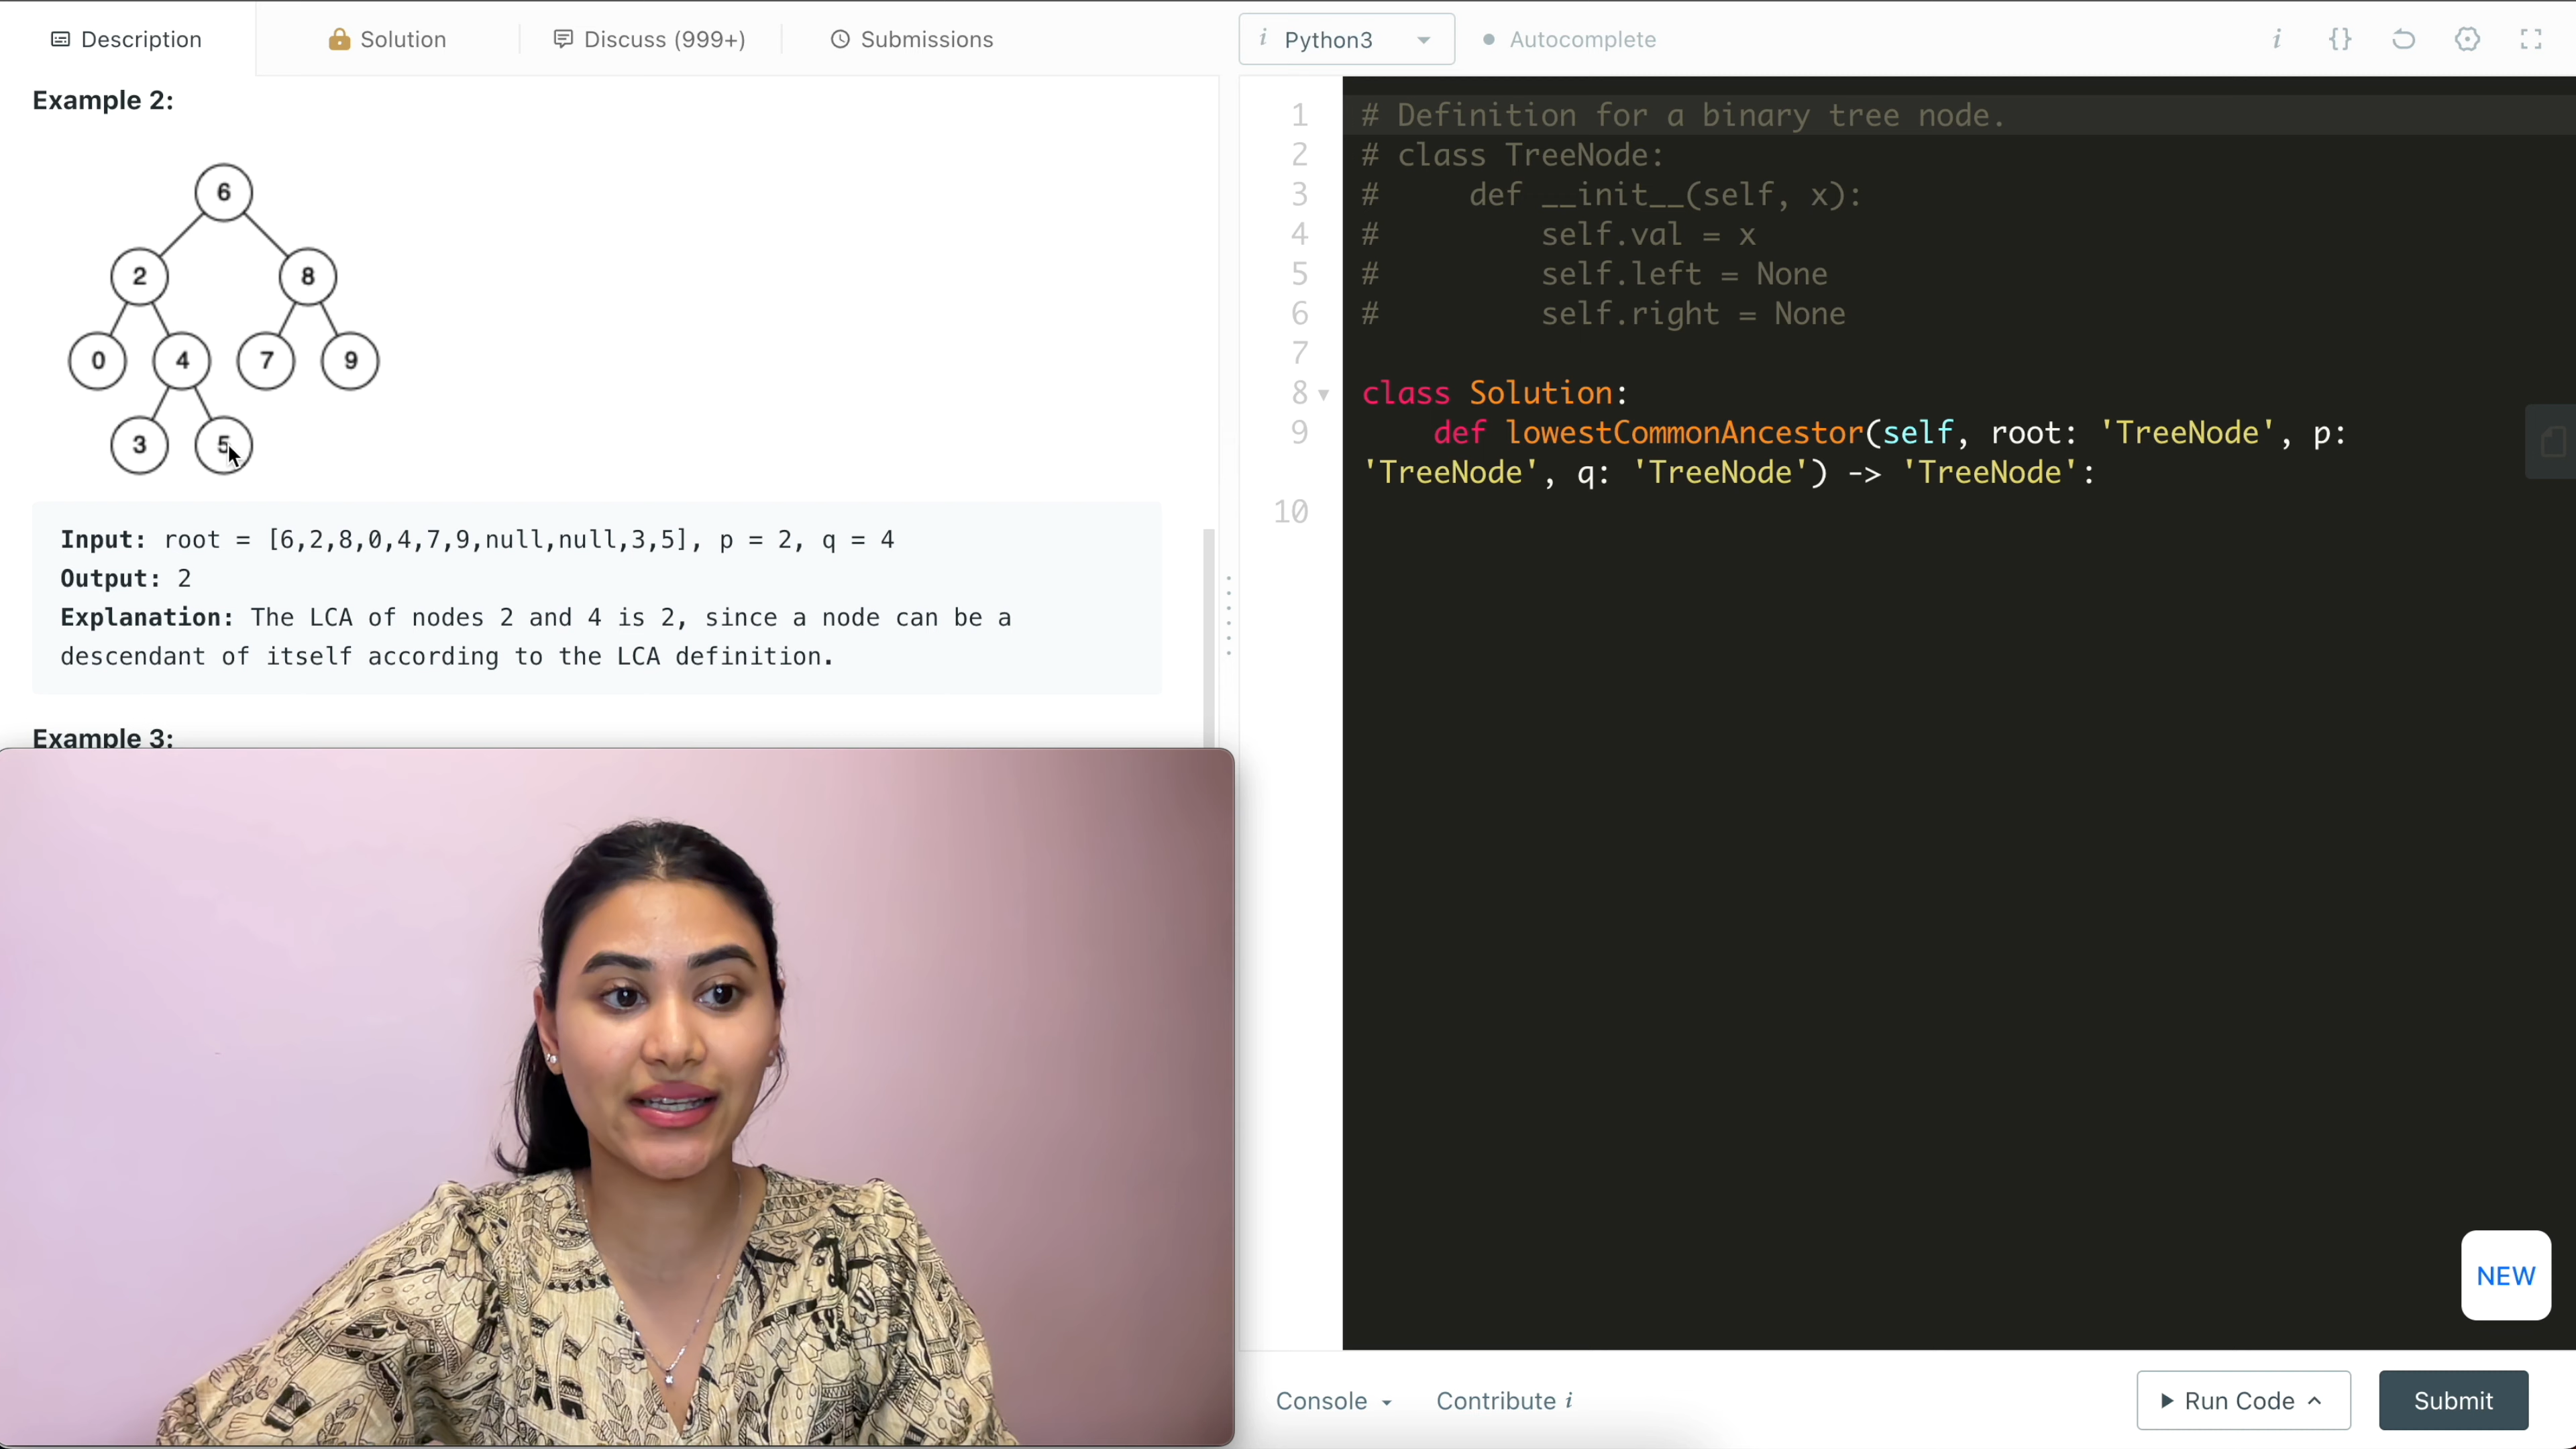 Description
Solution
Discuss (999+)
Submissions
i Python3
Autocomplete
i {}
Example 2:
6
2 8
0 4 7 9
3 5
Input: root = [6,2,8,0,4,7,9,null,null,3,5], p = 2, q = 4
Output: 2
Explanation: The LCA of nodes 2 and 4 is 2, since a node can be a
descendant of itself according to the LCA definition.
Example 3:
1 # Definition for a binary tree node.
2 # class TreeNode:
3 #     def __init__(self, x):
4 #         self.val = x
5 #         self.left = None
6 #         self.right = None
7
8 class Solution:
9     def lowestCommonAncestor(self, root: 'TreeNode', p:
'TreeNode', q: 'TreeNode') -> 'TreeNode':
10
NEW
Console
Contribute i
Run Code
Submit